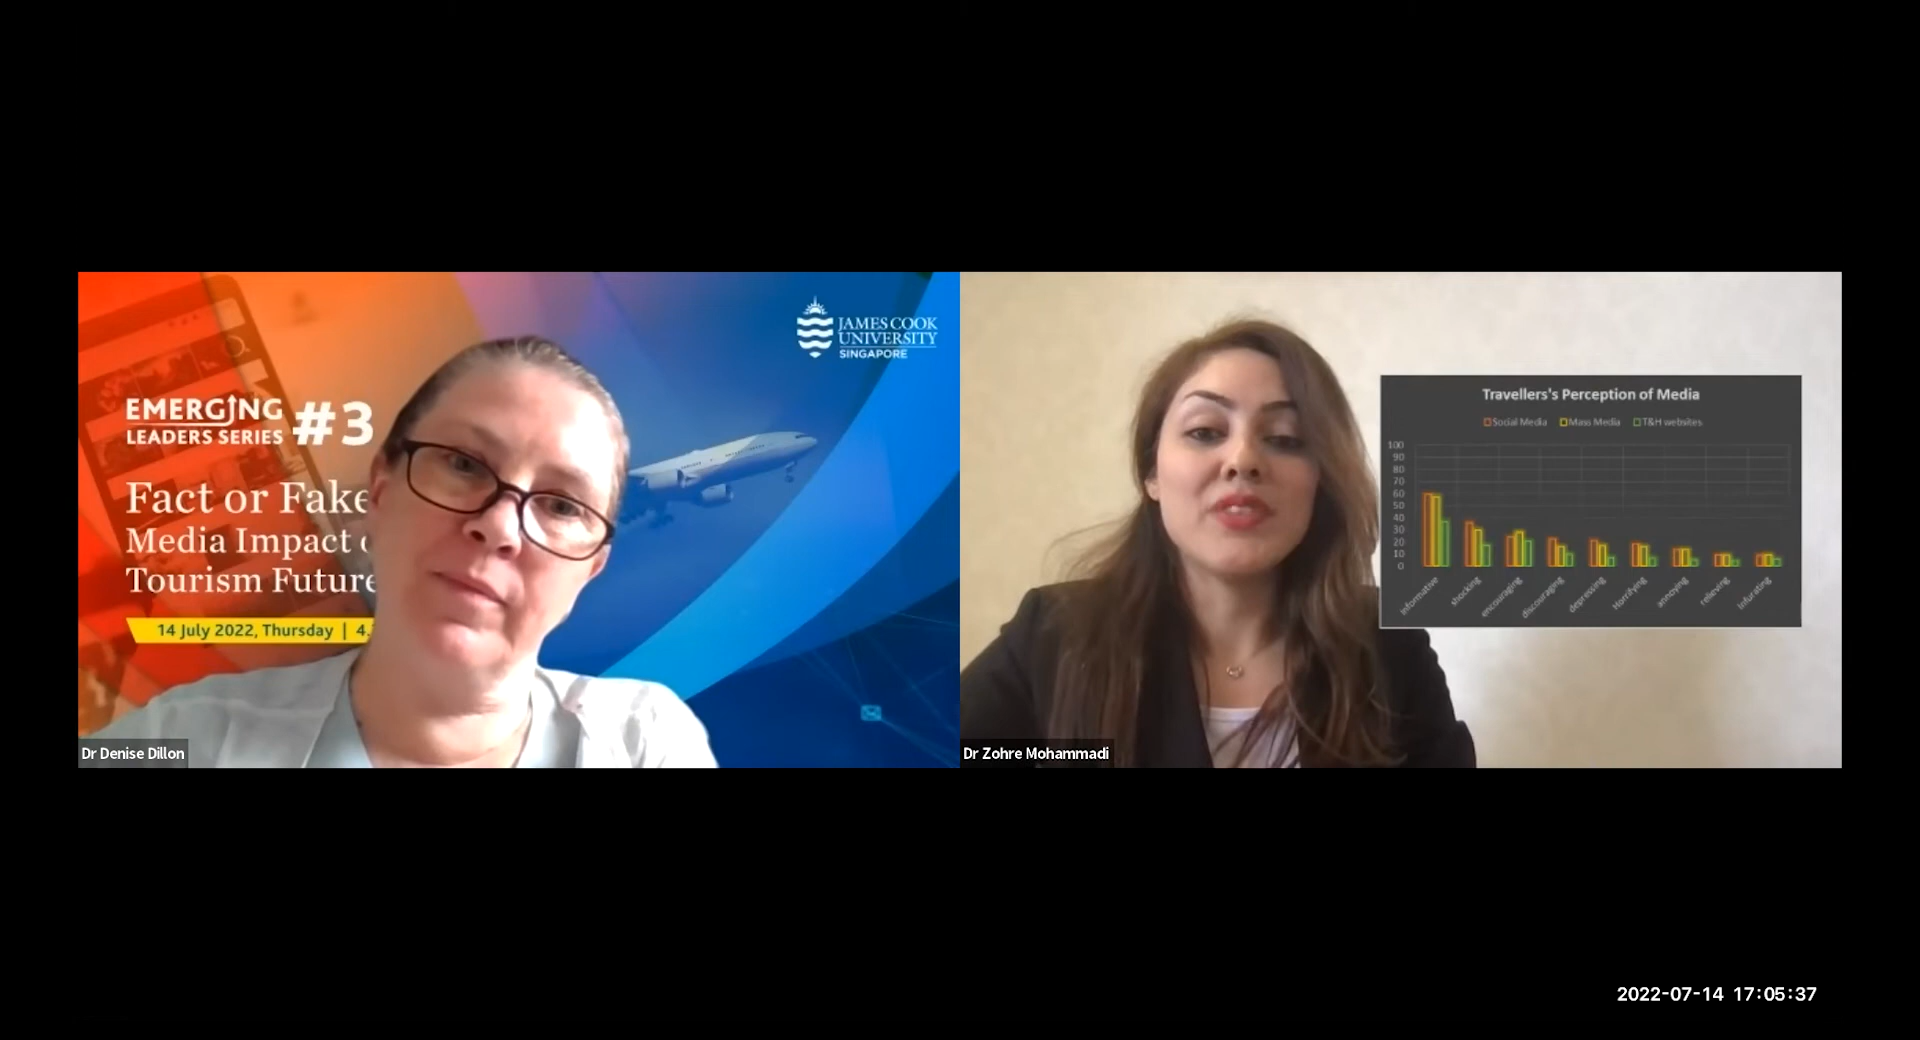 JAMES COOK
UNIVERSITY
SINGAPORE
EMERGING
LEADERS SERIES
#3
Fact or Fake
Media Impact
Tourism Future
14 July 2022, Thursday | 4.
Dr Denise Dillon
Travellers's Perception of Media
Social Media Mass Media T&H websites
100
90
80
70
60
50
40
30
20
10
0
informative shocking encouraging discouraging depressing Horrifying annoying relieving Infurating
Dr Zohre Mohammadi
2022-07-14 17:05:37